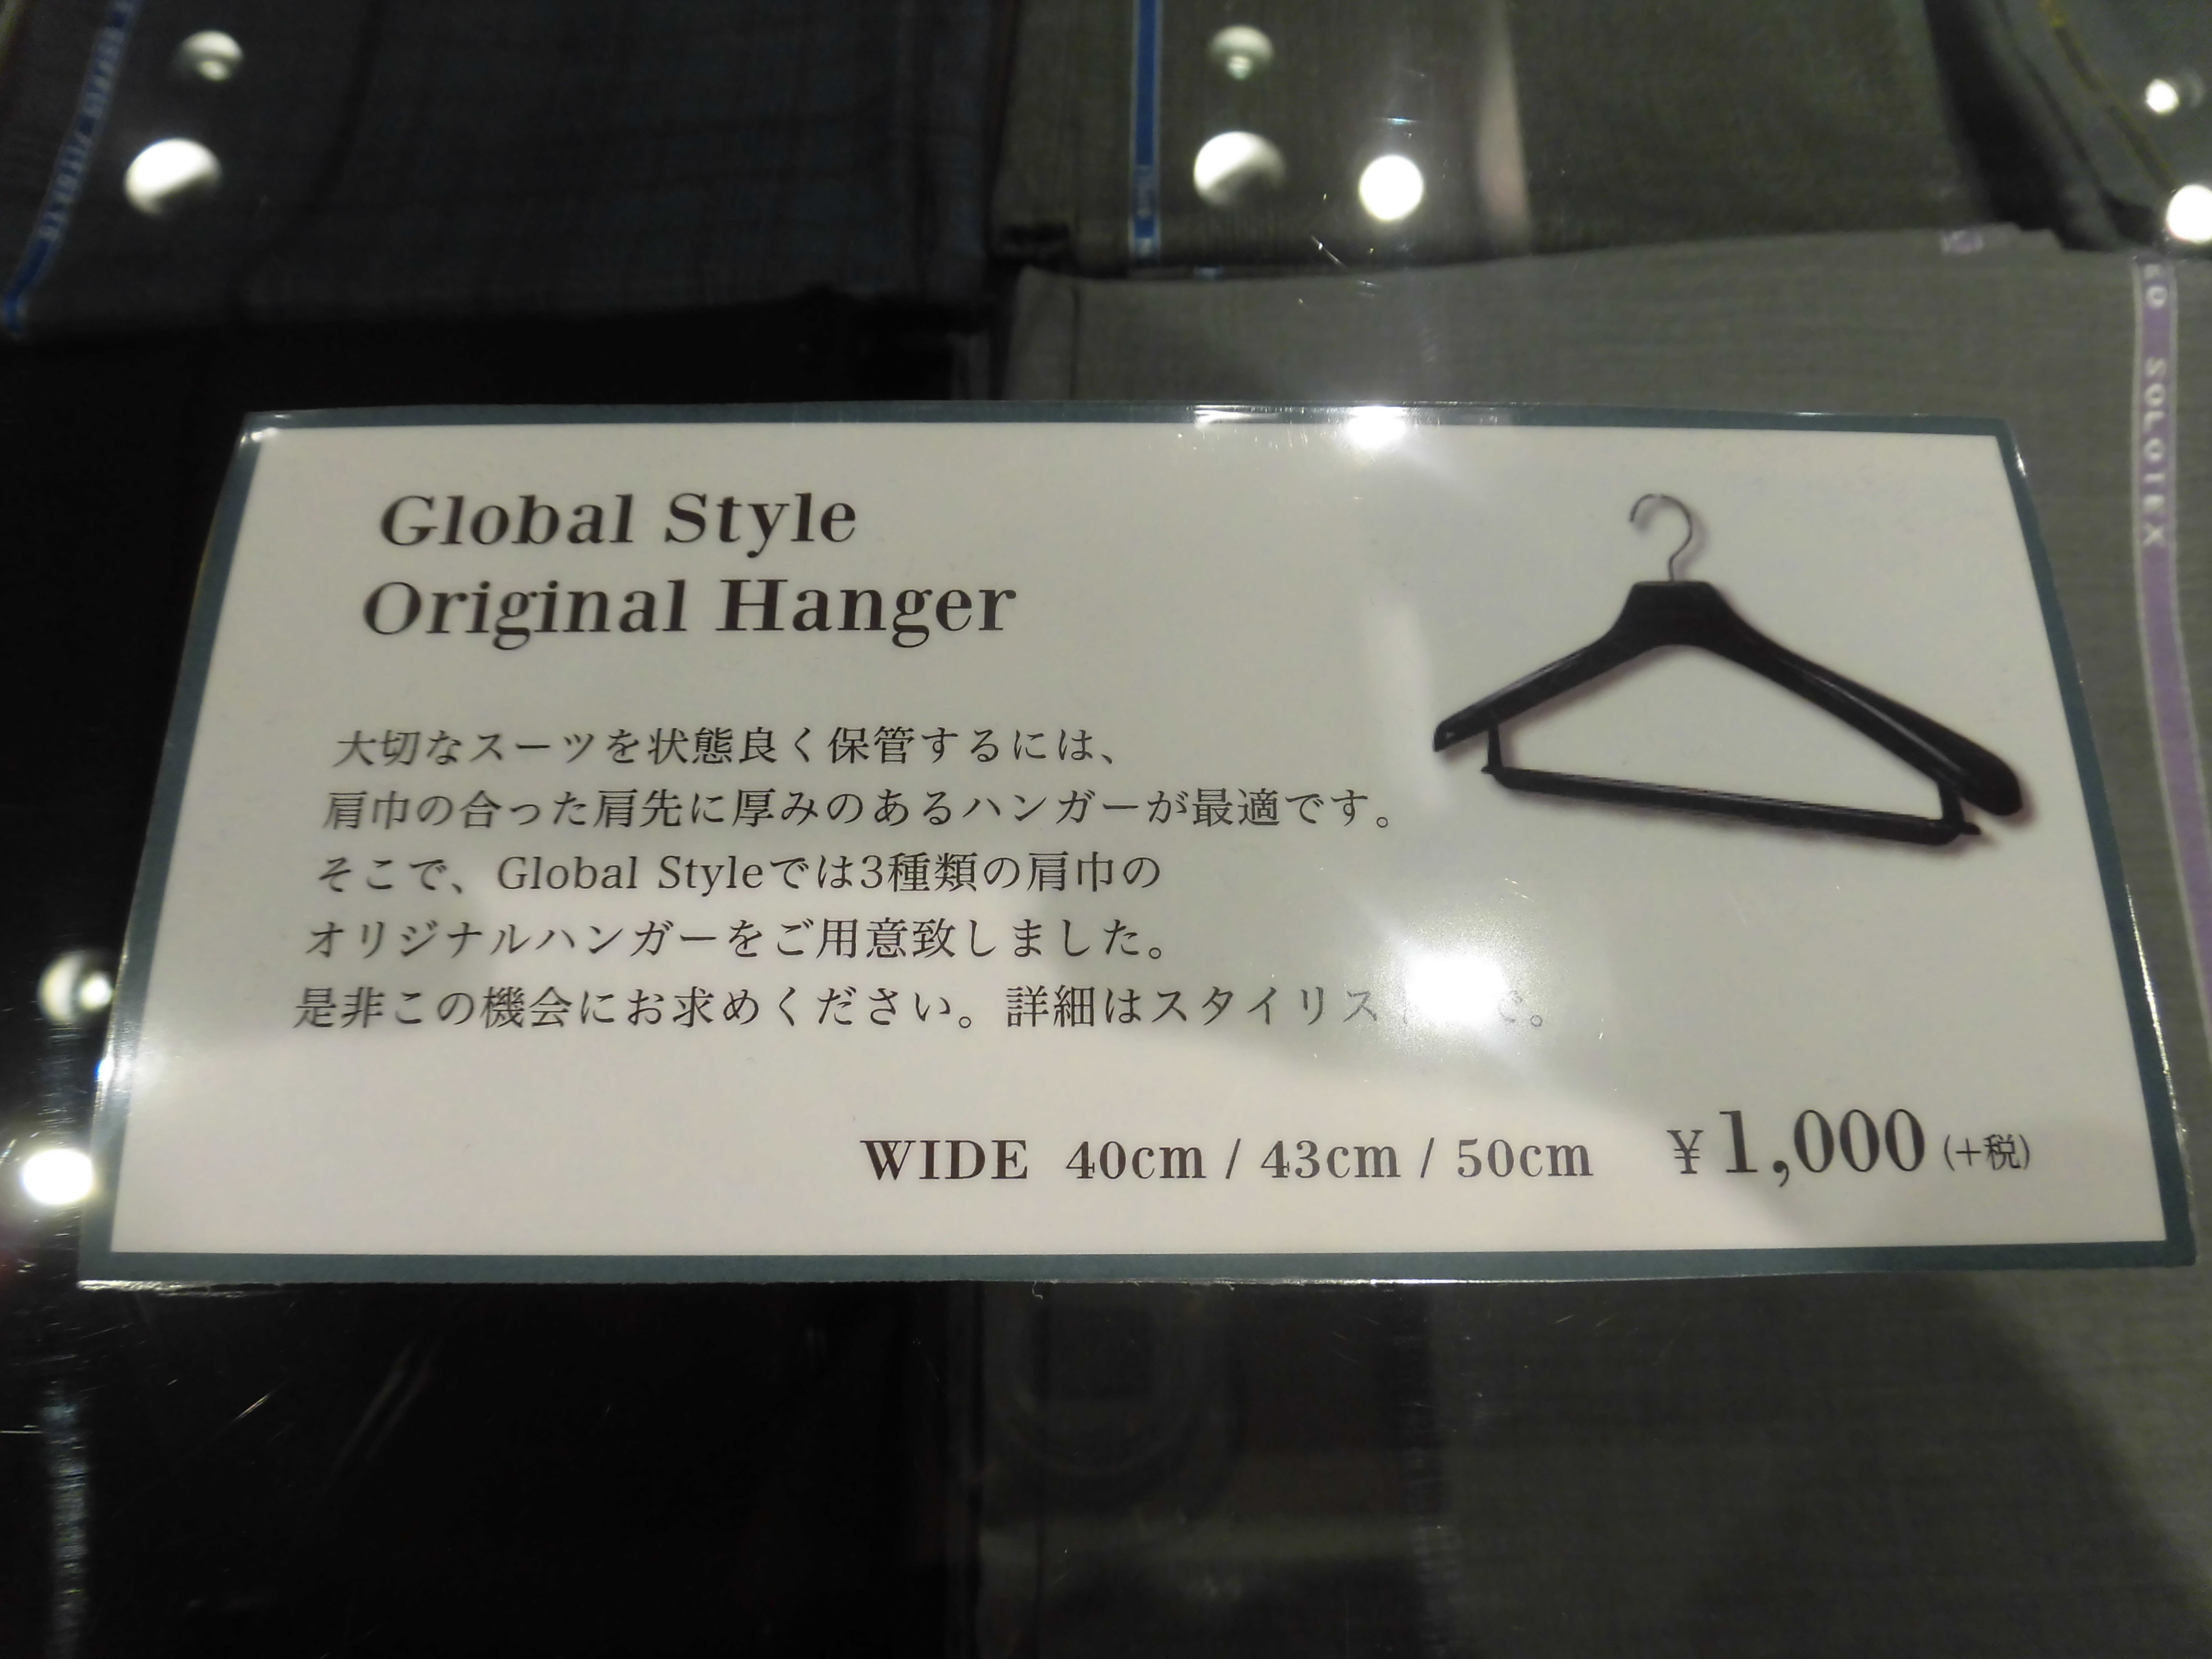 Global Style
Original Hanger
大切なスーツを状態良く保管するには、
肩巾の合った肩先に厚みのあるハンガーが最適です。
そこで、Global Styleでは3種類の肩巾の
オリジナルハンガーをご用意致しました。
是非この機会にお求めください。詳細はスタイリス
WIDE 40cm / 43cm / 50cm ¥1,000 (+税)
SOLOTEX